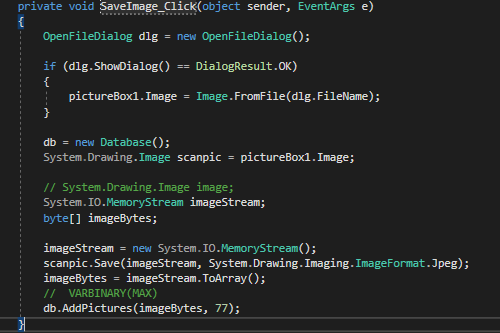 private void SaveImage_Click(object sender, EventArgs e)
{
OpenFileDialog dlg = new OpenFileDialog();
if (dlg.ShowDialog() == DialogResult.OK)
{
pictureBox1.Image = Image.FromFile(dlg.FileName);
}
db = new Database();
System.Drawing.Image scanpic = pictureBox1.Image;
// System.Drawing.Image image;
System.IO.MemoryStream imageStream;
byte[] imageBytes;
imageStream = new System.IO.MemoryStream();
scanpic.Save(imageStream, System.Drawing.Imaging.ImageFormat.Jpeg);
imageBytes = imageStream.ToArray();
//  VARBINARY(MAX)
db.AddPictures(imageBytes, 77);
}